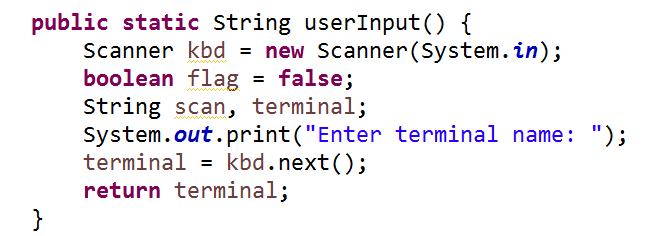 public static String userInput() {
    Scanner kbd = new Scanner(System.in);
    boolean flag = false;
    String scan, terminal;
    System.out.print("Enter terminal name: ");
    terminal = kbd.next();
    return terminal;
}